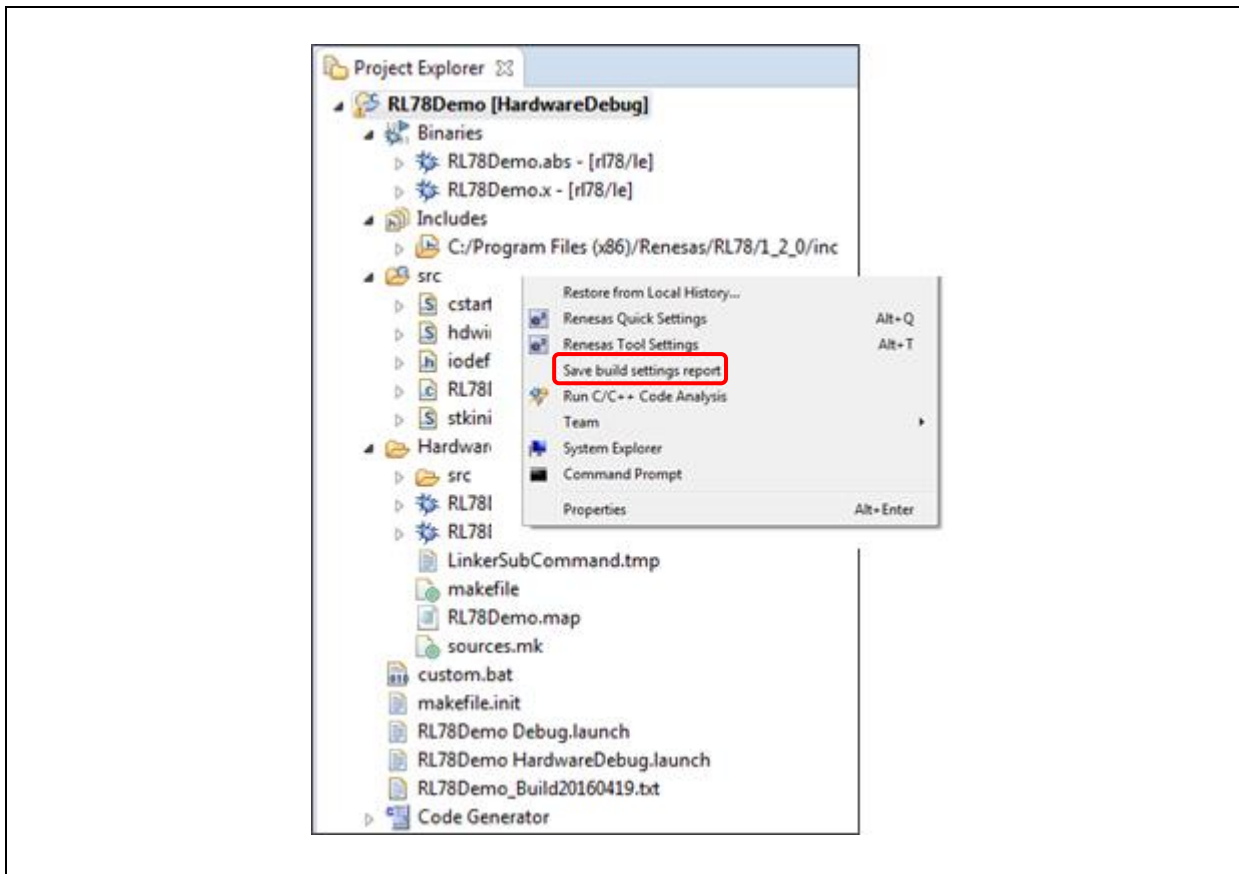 Project Explorer
RL78Demo [HardwareDebug]
Binaries
RL78Demo.abs - [rl78/le]
RL78Demo.x - [rl78/le]
Includes
C:/Program Files (x86)/Renesas/RL78/1_2_0/inc
src
cstart
hdwi
iodef
RL78
stkini
Hardwar
src
RL78
RL78
LinkerSubCommand.tmp
makefile
RL78Demo.map
sources.mk
custom.bat
makefile.init
RL78Demo Debug.launch
RL78Demo HardwareDebug.launch
RL78Demo_Build20160419.txt
Code Generator
Restore from Local History...
Renesas Quick Settings Alt+Q
Renesas Tool Settings Alt+T
Save build settings report
Run C/C++ Code Analysis
Team
System Explorer
Command Prompt
Properties Alt+Enter